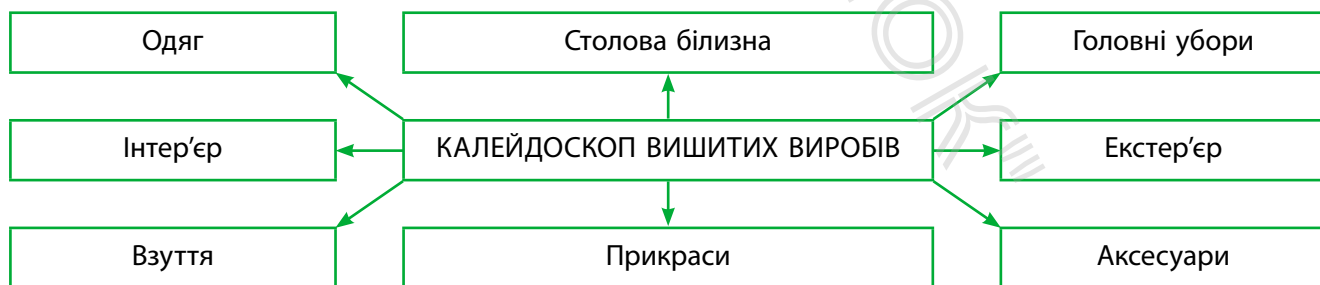 Одяг
Столова білизна
Головні убори
Інтер'єр
КАЛЕЙДОСКОП ВИШИТИХ ВИРОБІВ
Екстер'єр
Взуття
Прикраси
Аксесуари